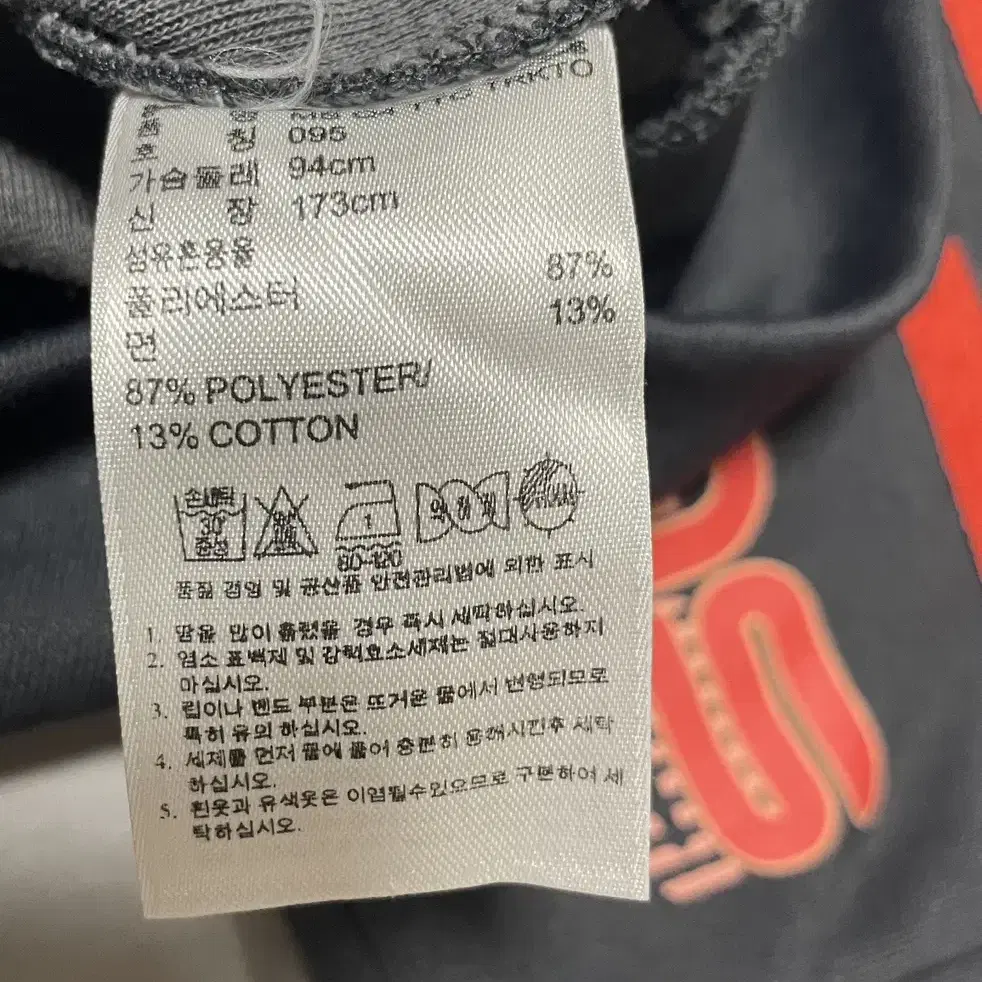 호 칭 095
가슴둘레 94cm
신 장 173cm
섬유혼용율
폴리에스터 87%
면 13%
87% POLYESTER/
13% COTTON
손세탁
30°
중성
1
80-120
품질 경영 및 공산품 안전관리법에 의한 표시
1. 땀을 많이 흘렸을 경우 즉시 세탁하십시오.
2. 염소 표백제 및 강력효소세제는 절대사용하지
마십시오.
3. 립이나 밴드 부분은 뜨거운 물에서 변형되므로
특히 유의 하십시오.
4. 세제를 먼저 물에 풀어 충분히 용해시킨후 세탁
하십시오.
5. 흰옷과 유색옷은 이염될수있으므로 구분하여 세
탁하십시오.